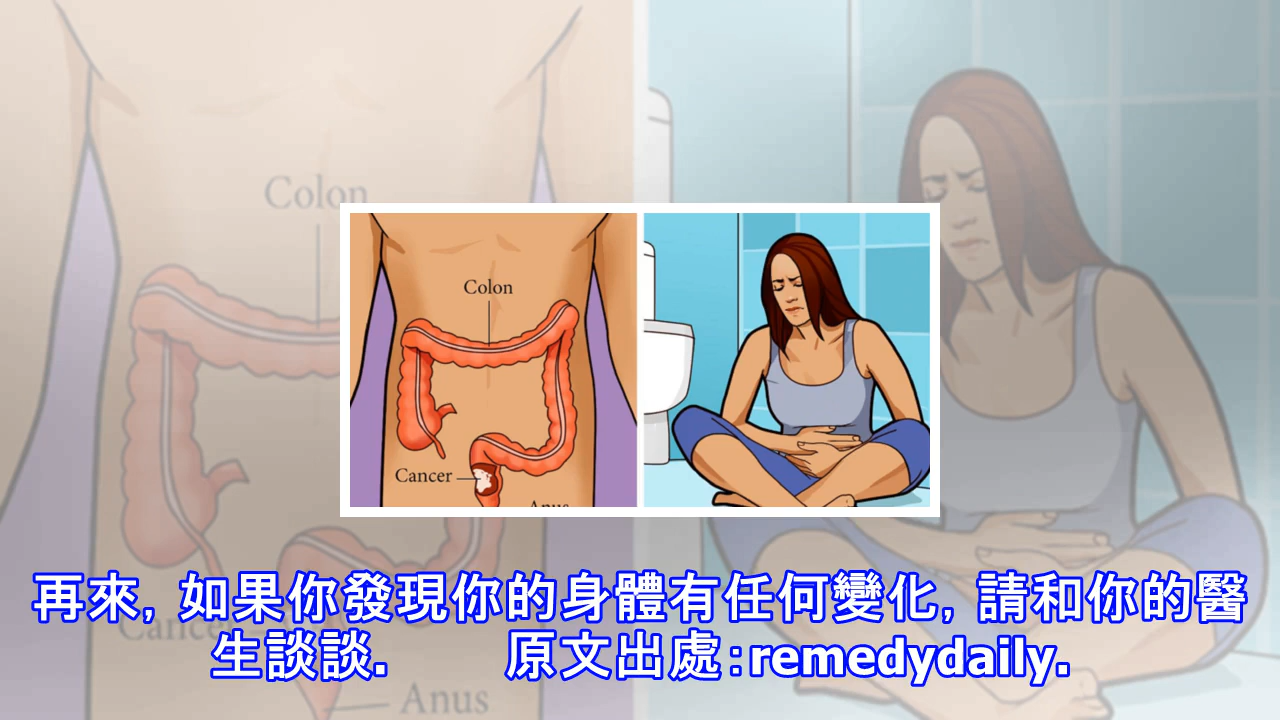 Colon
Colon
Cancer
Anus
再來, 如果你發現你的身體有任何變化, 請和你的醫
生談談. 原文出處:remedydaily.
Cancer
Anus